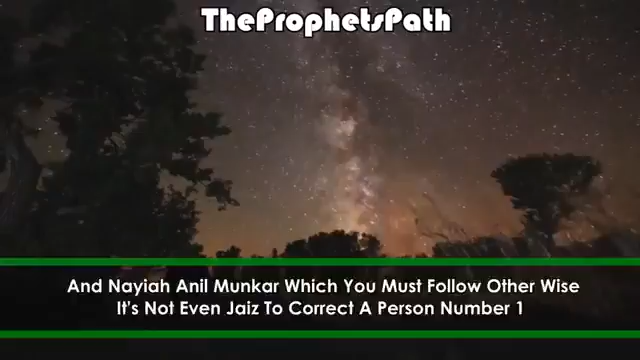 TheProphetsPath
And Nayiah Anil Munkar Which You Must Follow Other Wise
It's Not Even Jaiz To Correct A Person Number 1